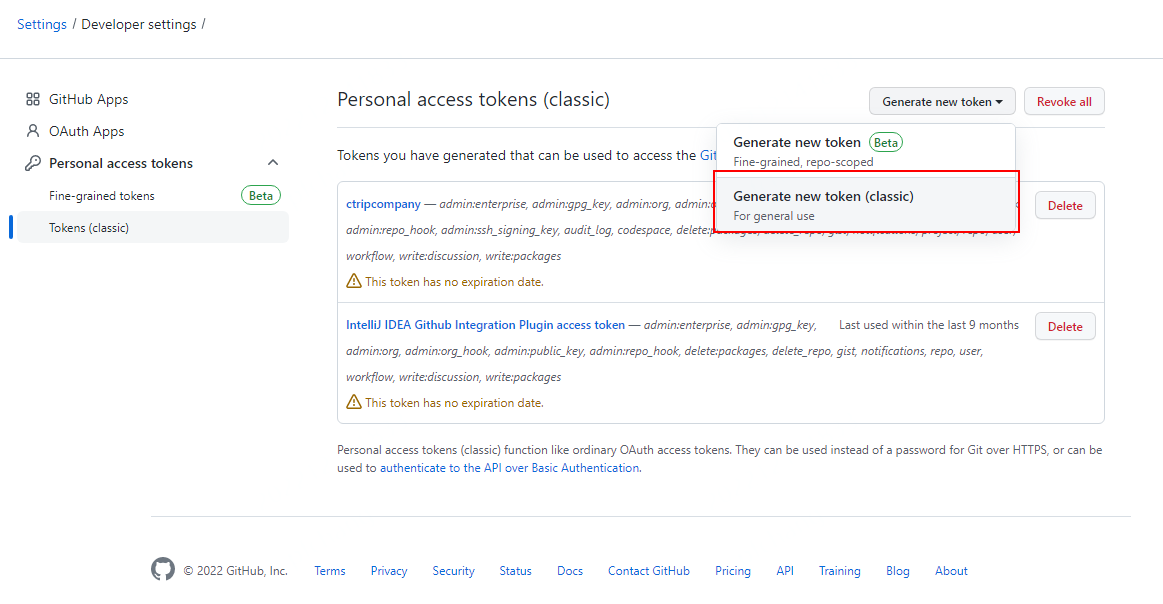 Settings / Developer settings /
GitHub Apps
OAuth Apps
Personal access tokens
Fine-grained tokens Beta
Tokens (classic)
Personal access tokens (classic)
Generate new token
Revoke all
Generate new token Beta
Fine-grained, repo-scoped
Generate new token (classic)
For general use
Tokens you have generated that can be used to access the
ctripcompany — admin:enterprise, admin:gpg_key, admin:org,
Delete
admin:repo_hook, admin:ssh_signing_key, audit_log, codespace,
workflow, write:discussion, write:packages
This token has no expiration date.
IntelliJ IDEA Github Integration Plugin access token — admin:enterprise, admin:gpg_key,
Last used within the last 9 months
Delete
admin:org, admin:org_hook, admin:public_key, admin:repo_hook, delete:packages, delete_repo, gist, notifications, repo, user,
workflow, write:discussion, write:packages
This token has no expiration date.
Personal access tokens (classic) function like ordinary OAuth access tokens. They can be used instead of a password for Git over HTTPS, or can be
used to authenticate to the API over Basic Authentication.
© 2022 GitHub, Inc. Terms Privacy Security Status Docs Contact GitHub Pricing API Training Blog About